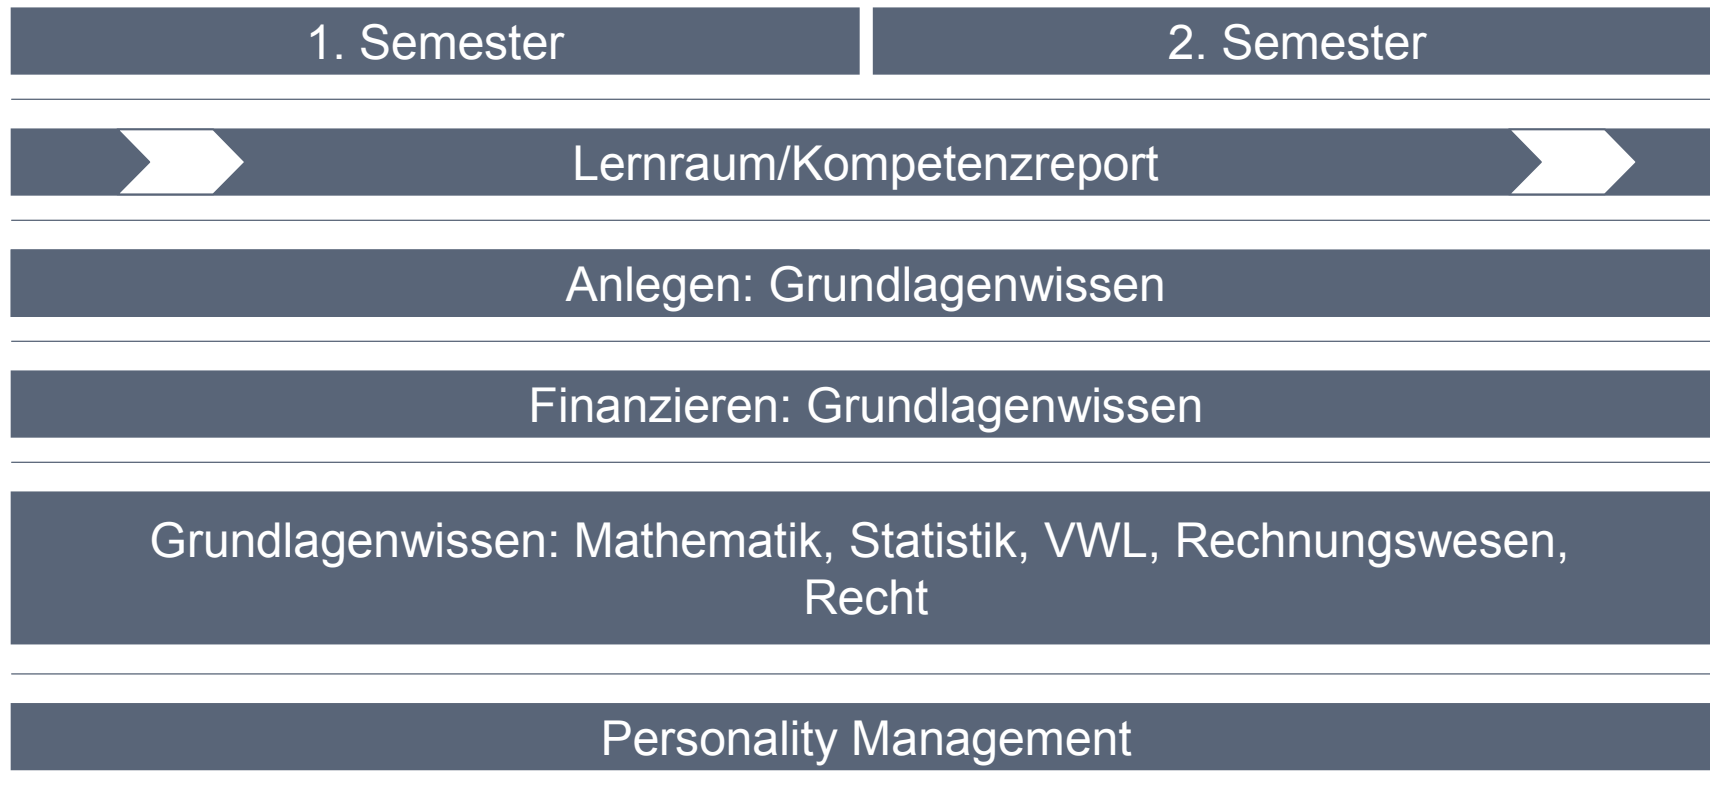 1. Semester
2. Semester
Lernraum/Kompetenzreport
Anlegen: Grundlagenwissen
Finanzieren: Grundlagenwissen
Grundlagenwissen: Mathematik, Statistik, VWL, Rechnungswesen,
Recht
Personality Management